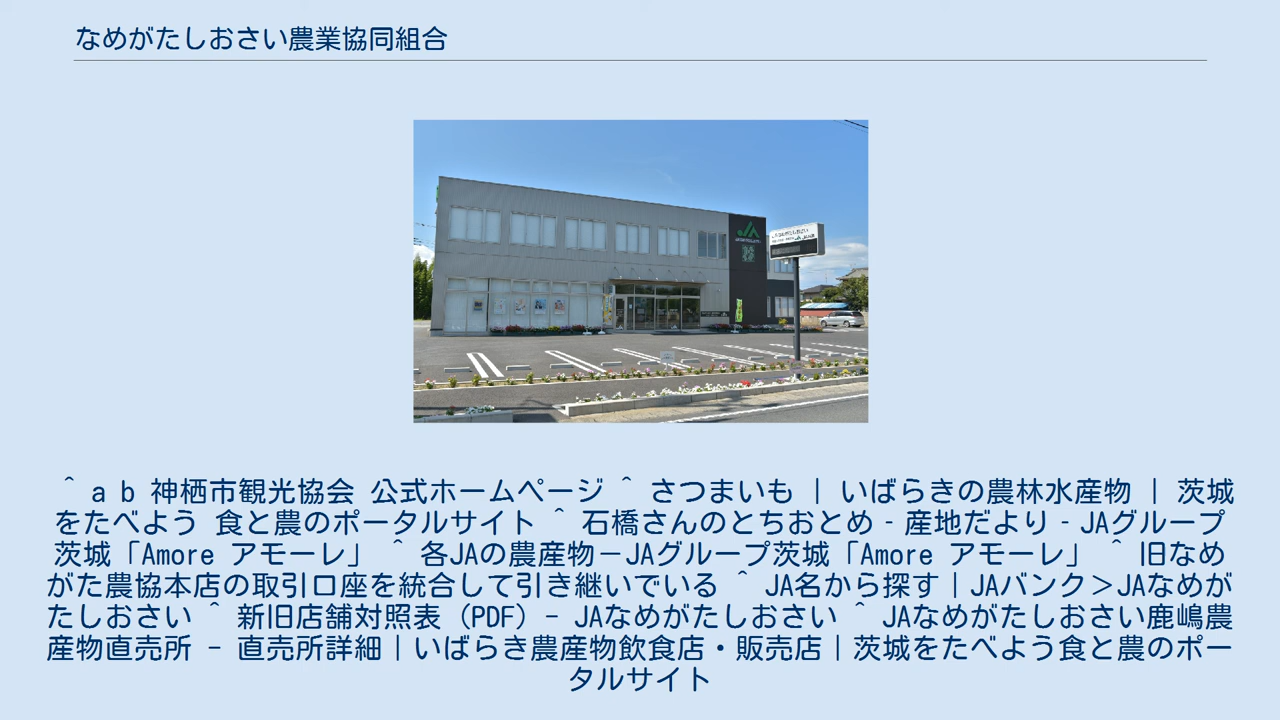 なめがたしおさい農業協同組合
JA
JAなめがたしおさい
^ a b 神栖市観光協会 公式ホームページ ^ さつまいも | いばらきの農林水産物 | 茨城
をたべよう 食と農のポータルサイト ^ 石橋さんのとちおとめ‐産地だより‐JAグループ
茨城「Amore アモーレ」 ^ 各JAの農産物－JAグループ茨城「Amore アモーレ」 ^ 旧なめ
がた農協本店の取引口座を統合して引き継いでいる ^ JA名から探す｜JAバンク＞JAなめが
たしおさい ^ 新旧店舗対照表（PDF）- JAなめがたしおさい ^ JAなめがたしおさい鹿嶋農
産物直売所 - 直売所詳細｜いばらき農産物飲食店・販売店｜茨城をたべよう食と農のポー
タルサイト